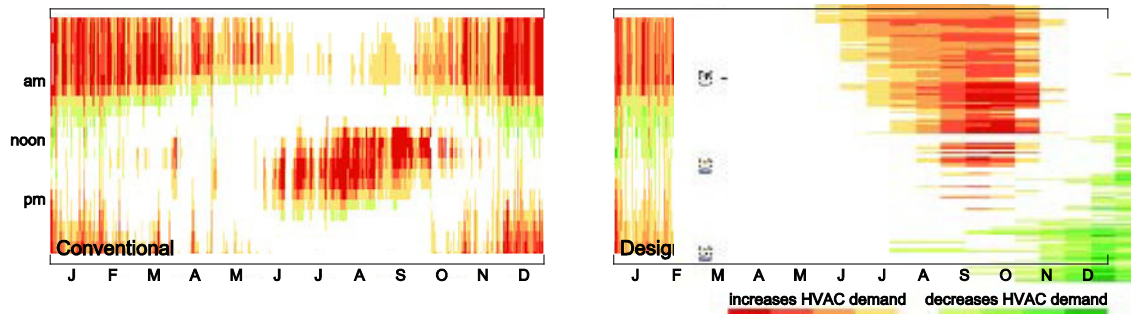 am
noon
pm
Conventional
J F M A M J J A S O N D
Desig
J F M A M J J A S O N D
increases HVAC demand decreases HVAC demand